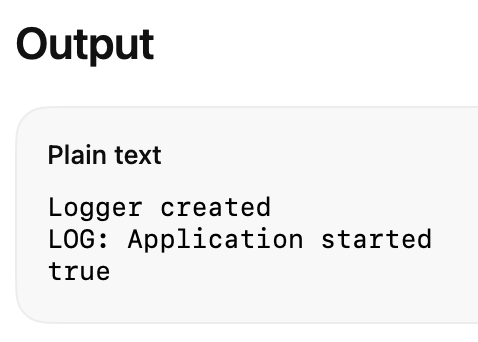 Output
Plain text
Logger created
LOG: Application started
true